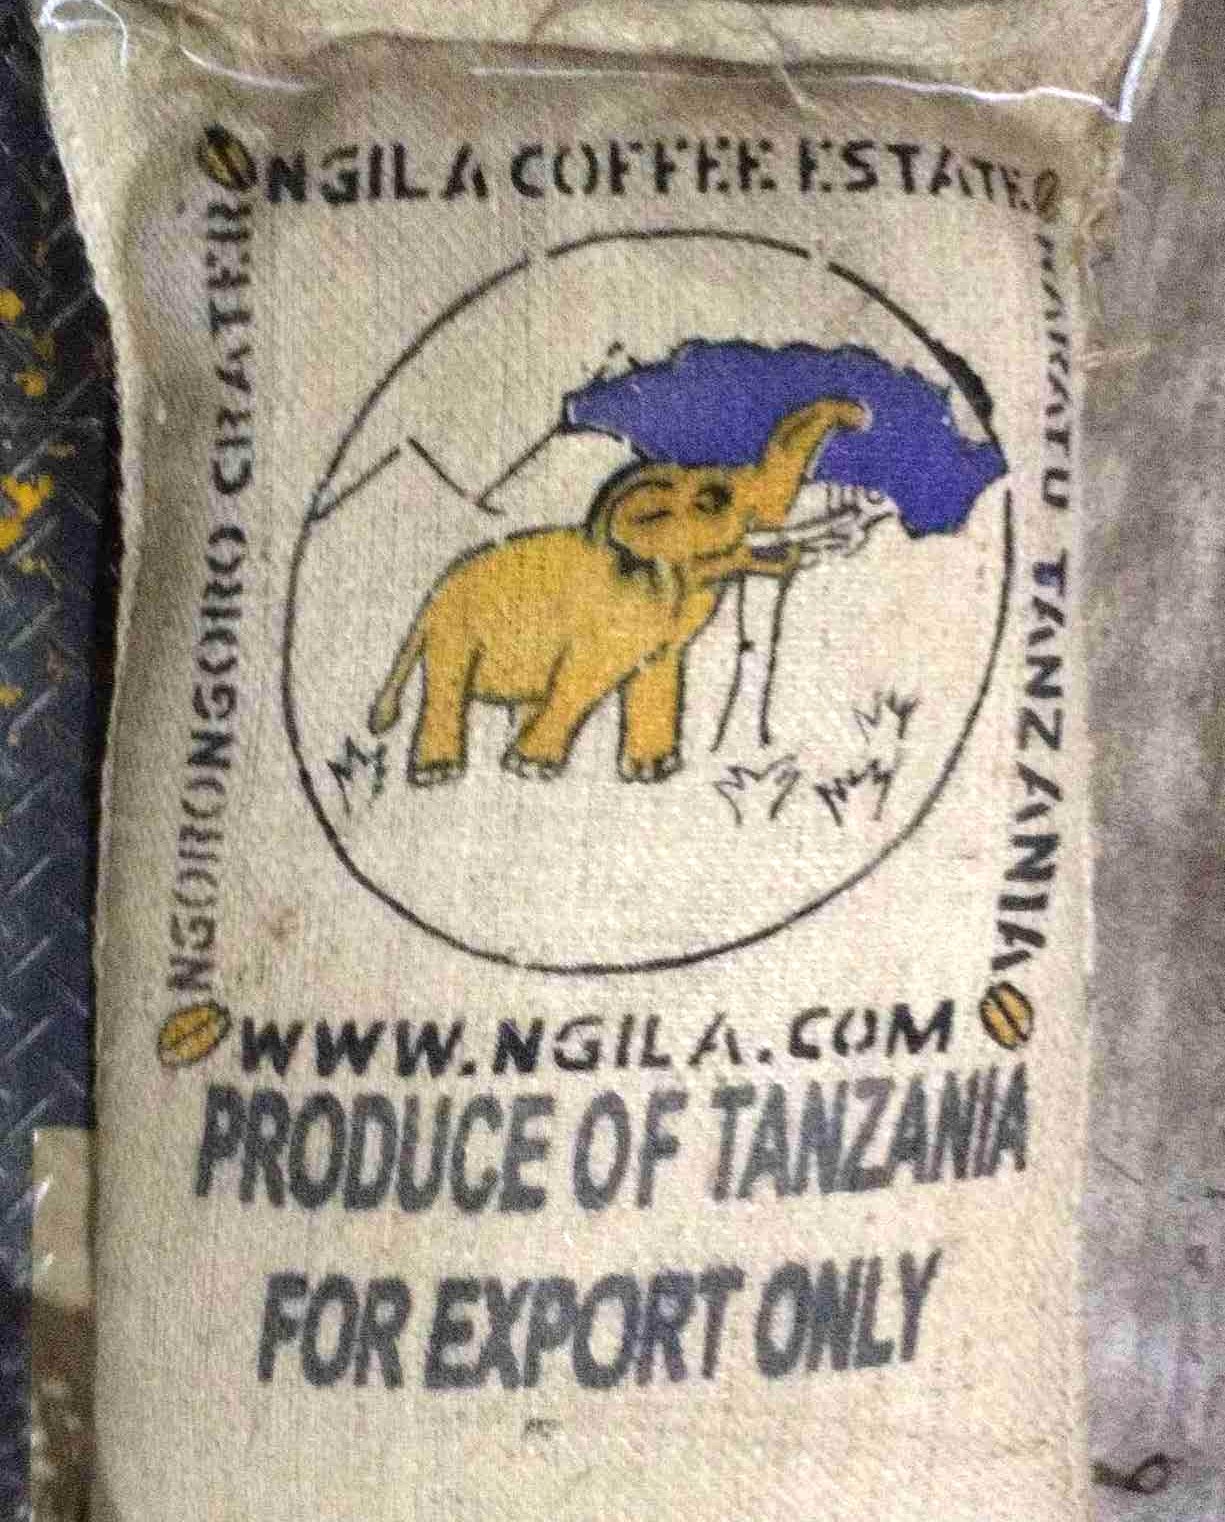 NGILA COFFEE ESTATE
NGORONGORO CRATER
KARATU TANZANIA
WWW.NGILA.COM
PRODUCE OF TANZANIA
FOR EXPORT ONLY